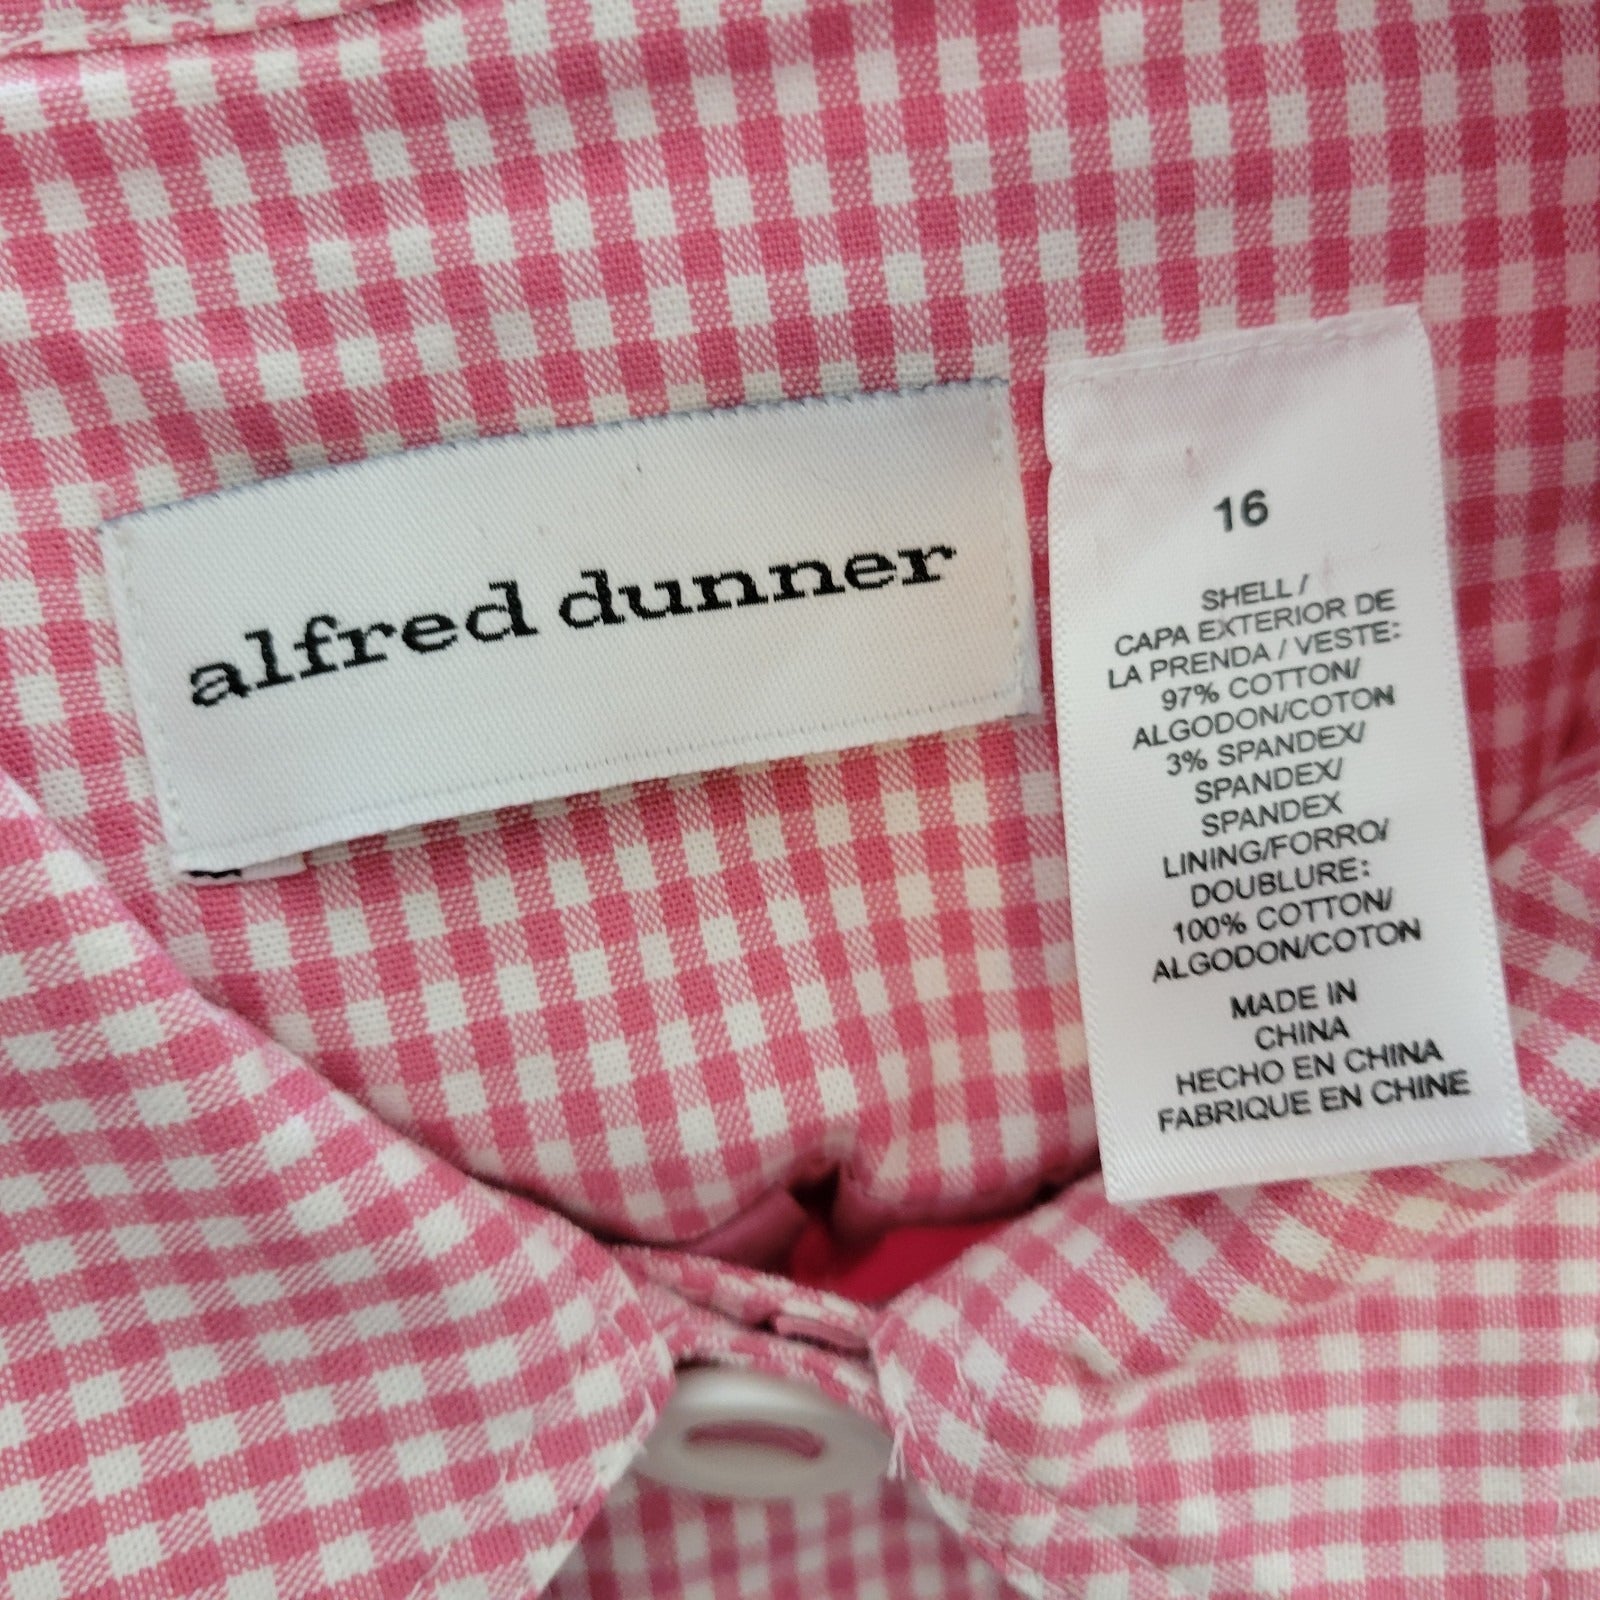 alfred dunner
16
SHELL /
CAPA EXTERIOR DE
LA PRENDA / VESTE:
97% COTTON/
ALGODON/COTON
3% SPANDEX/
SPANDEX/
SPANDEX
LINING/FORRO/
DOUBLURE:
100% COTTON/
ALGODON/COTON
MADE IN
CHINA
HECHO EN CHINA
FABRIQUE EN CHINE